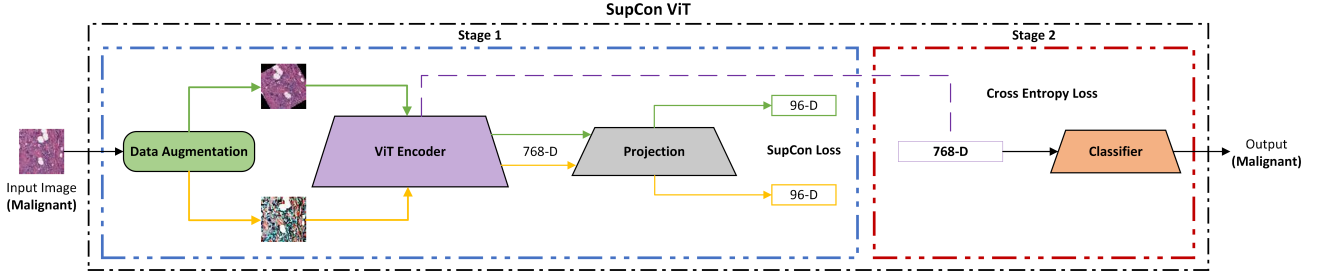 SupCon ViT
Stage 1
Stage 2
Input Image
(Malignant)
Data Augmentation
ViT Encoder
768-D
Projection
96-D
SupCon Loss
96-D
Cross Entropy Loss
768-D
Classifier
Output
(Malignant)